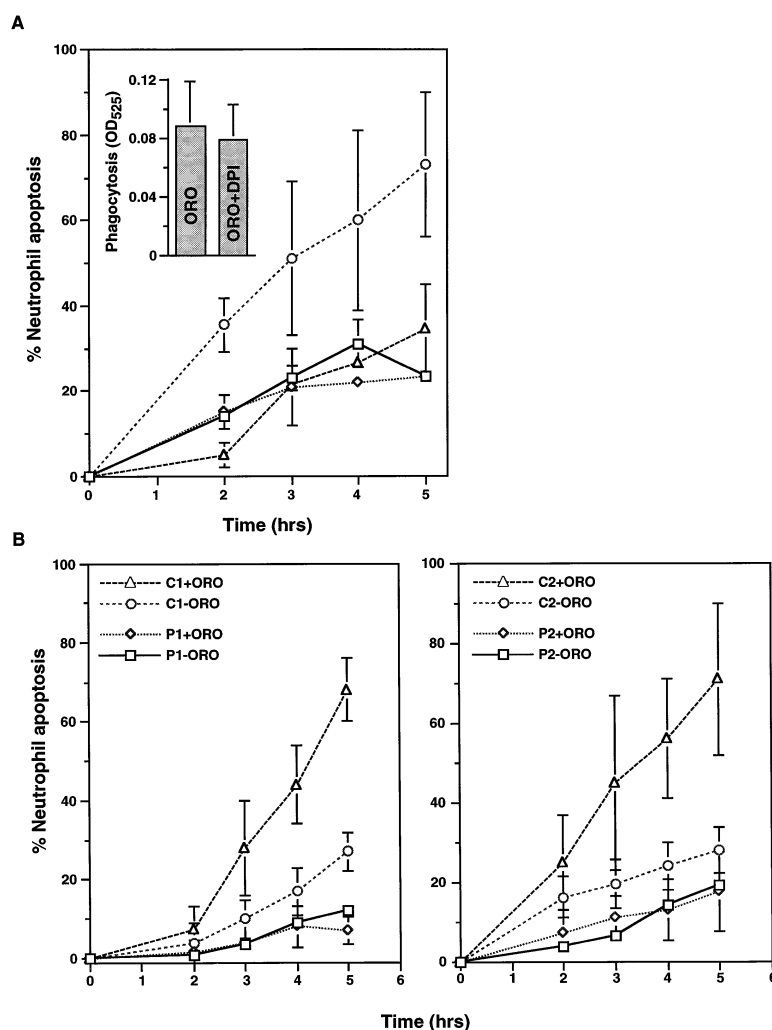 A
100
80
60
40
20
0
% Neutrophil apoptosis
0.12
0.08
0.04
0
Phagocytosis (OD525)
ORO
ORO+DPI
0 1 2 3 4 5
Time (hrs)
B
100
80
60
40
20
0
% Neutrophil apoptosis
C1+ORO
C1-ORO
P1+ORO
P1-ORO
0 1 2 3 4 5 6
100
80
60
40
20
0
C2+ORO
C2-ORO
P2+ORO
P2-ORO
0 1 2 3 4 5 6
Time (hrs)